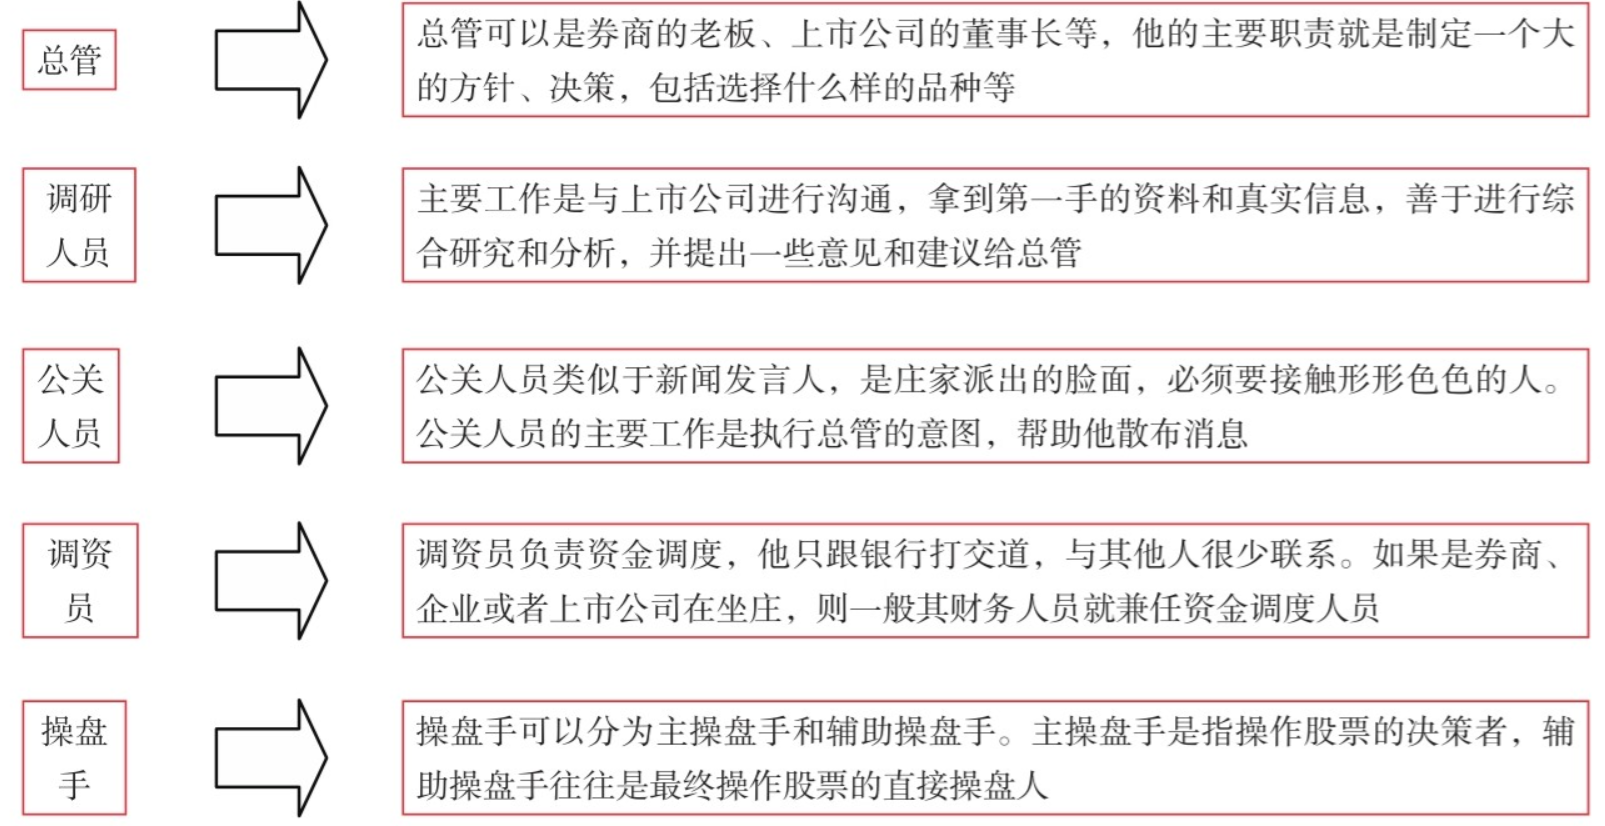 总管
总管可以是券商的老板、上市公司的董事长等，他的主要职责就是制定一个大
的方针、决策，包括选择什么样的品种等
调研
人员
主要工作是与上市公司进行沟通，拿到第一手的资料和真实信息，善于进行综
合研究和分析，并提出一些意见和建议给总管
公关
人员
公关人员类似于新闻发言人，是庄家派出的脸面，必须要接触形形色色的人。
公关人员的主要工作是执行总管的意图，帮助他散布消息
调资
员
调资员负责资金调度，他只跟银行打交道，与其他人很少联系。如果是券商、
企业或者上市公司在坐庄，则一般其财务人员就兼任资金调度人员
操盘
手
操盘手可以分为主操盘手和辅助操盘手。主操盘手是指操作股票的决策者，辅
助操盘手往往是最终操作股票的直接操盘人